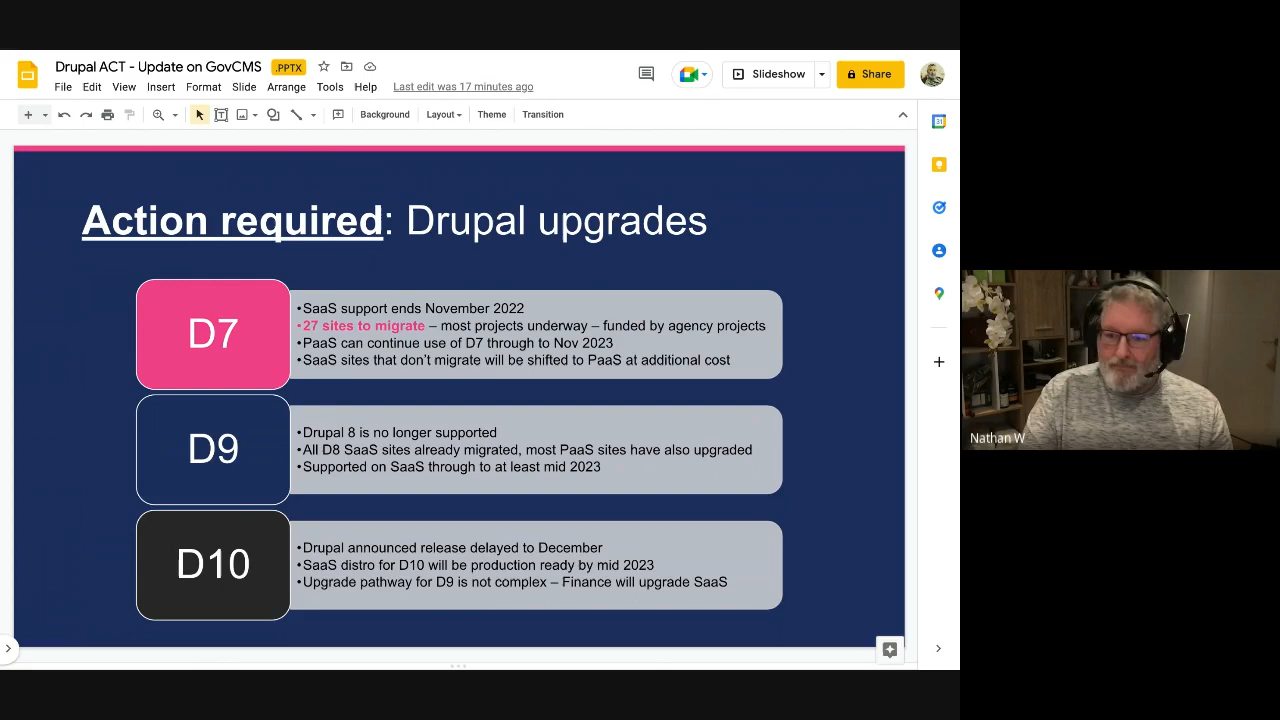 Drupal ACT - Update on GovCMS .PPTX
File Edit View Insert Format Slide Arrange Tools Help Last edit was 17 minutes ago
Slideshow
Share
Background Layout Theme Transition
31
Action required: Drupal upgrades
D7
•SaaS support ends November 2022
•27 sites to migrate – most projects underway – funded by agency projects
•PaaS can continue use of D7 through to Nov 2023
•SaaS sites that don’t migrate will be shifted to PaaS at additional cost
D9
•Drupal 8 is no longer supported
•All D8 SaaS sites already migrated, most PaaS sites have also upgraded
•Supported on SaaS through to at least mid 2023
D10
•Drupal announced release delayed to December
•SaaS distro for D10 will be production ready by mid 2023
•Upgrade pathway for D9 is not complex – Finance will upgrade SaaS
Nathan W